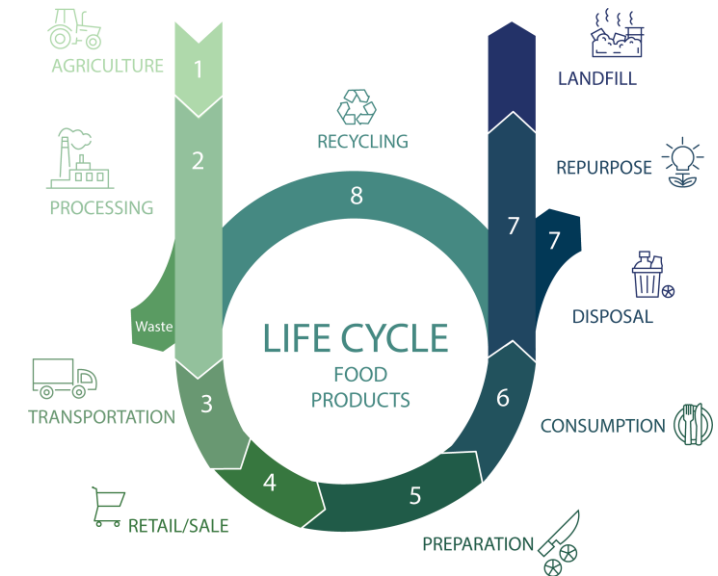 AGRICULTURE
1
LANDFILL
2
RECYCLING
PROCESSING
REPURPOSE
8
7
7
Waste
DISPOSAL
LIFE CYCLE
FOOD
PRODUCTS
TRANSPORTATION
3
6
CONSUMPTION
4
5
RETAIL/SALE
PREPARATION